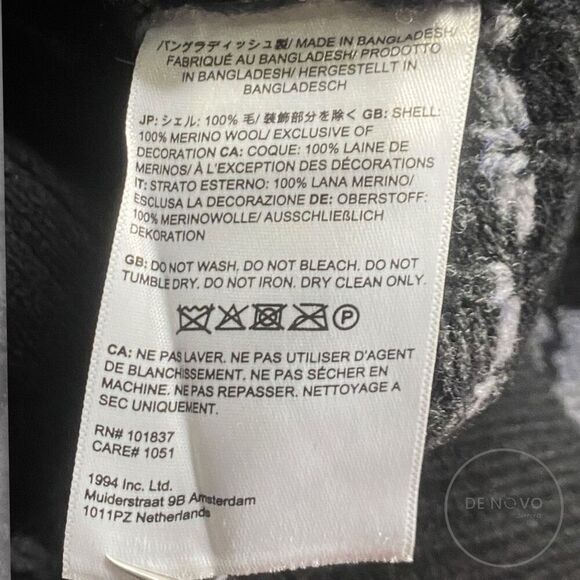 バングラディッシュ製/ MADE IN BANGLADESH/
FABRIQUÉ AU BANGLADESH/ PRODOTTO
IN BANGLADESH/ HERGESTELLT IN
BANGLADESCH
JP: シェル: 100% 毛/ 装飾部分を除く GB: SHELL:
100% MERINO WOOL/ EXCLUSIVE OF
DECORATION CA: COQUE: 100% LAINE DE
MERINOS/ À L'EXCEPTION DES DÉCORATIONS
IT: STRATO ESTERNO: 100% LANA MERINO/
ESCLUSA LA DECORAZIONE DE: OBERSTOFF:
100% MERINOWOLLE/ AUSSCHLIEßLICH
DEKORATION
GB: DO NOT WASH. DO NOT BLEACH. DO NOT
TUMBLE DRY. DO NOT IRON. DRY CLEAN ONLY.
P
CA: NE PAS LAVER. NE PAS UTILISER D'AGENT
DE BLANCHISSEMENT. NE PAS SÉCHER EN
MACHINE. NE PAS REPASSER. NETTOYAGE A
SEC UNIQUEMENT.
RN# 101837
CARE# 1051
1994 Inc. Ltd.
Muiderstraat 9B Amsterdam
1011PZ Netherlands
DE NOVO